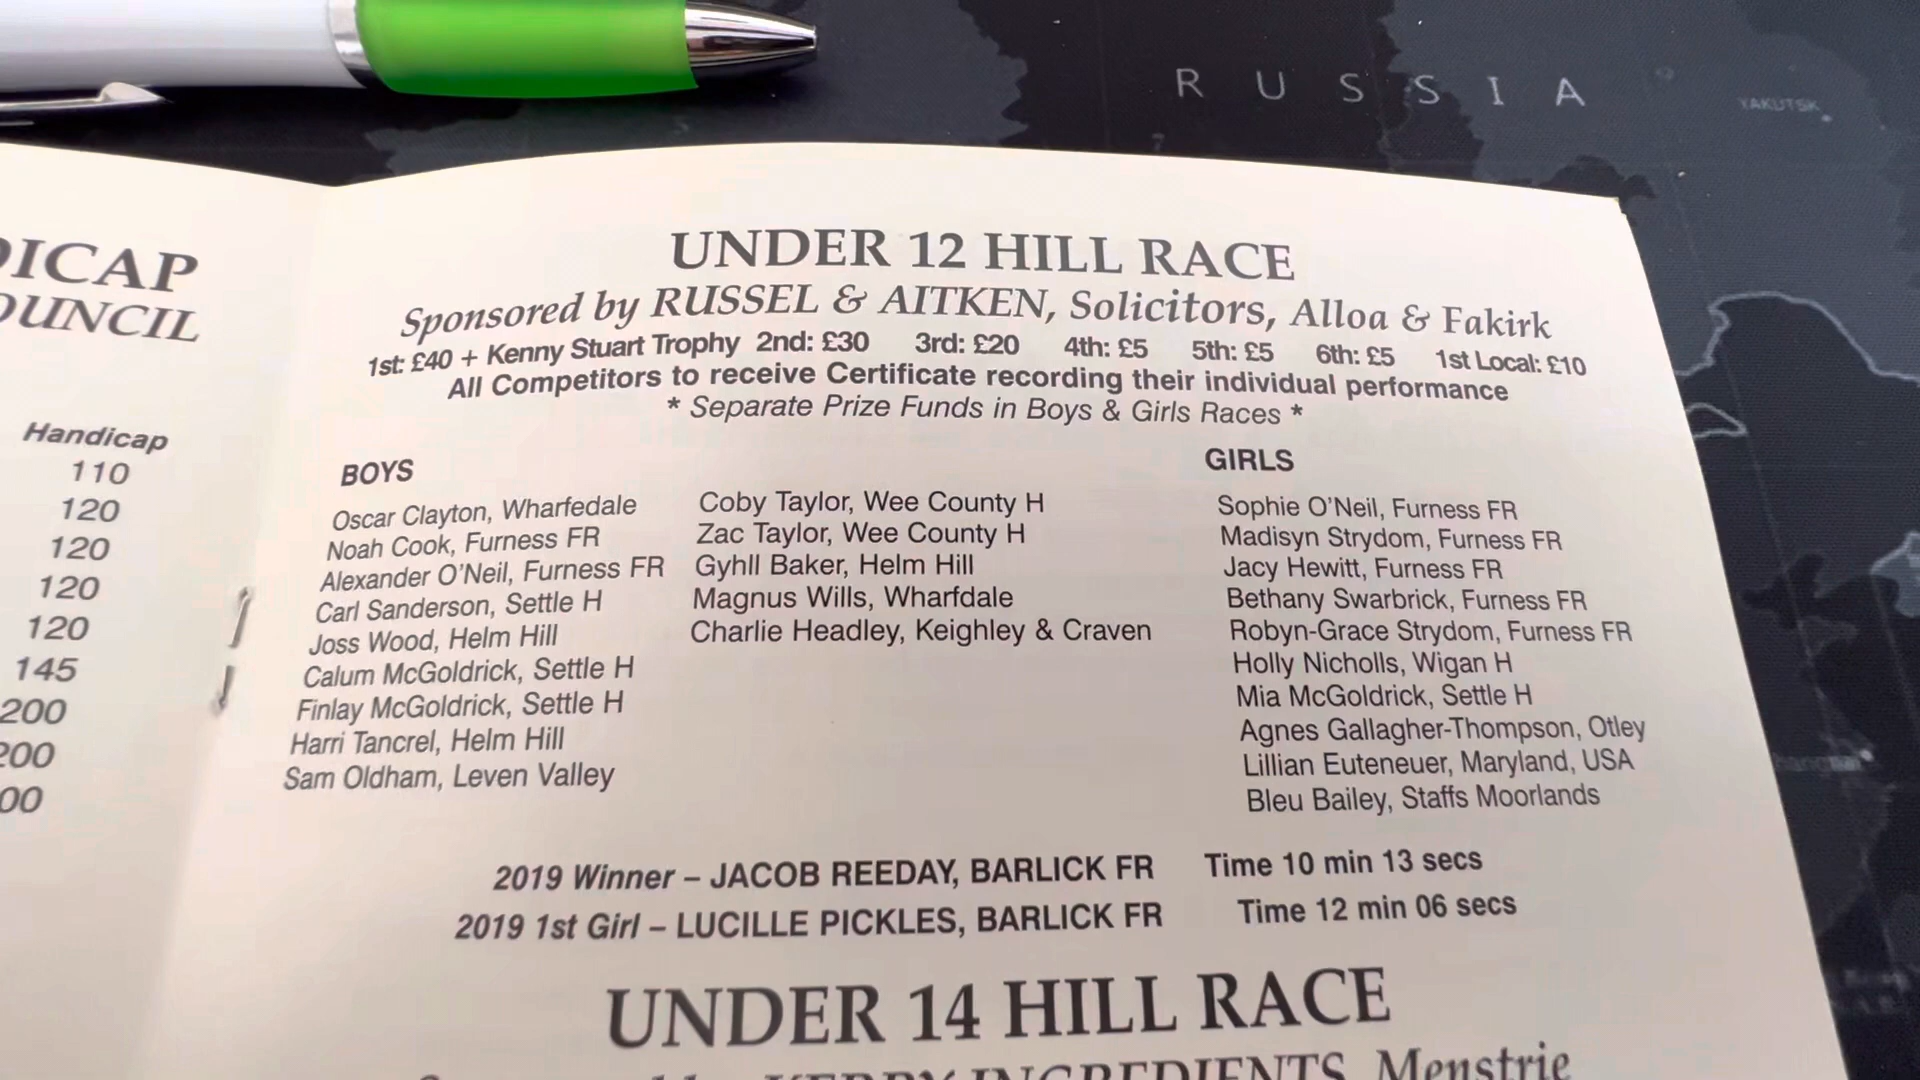 RUSSIA
YAKUTSK
DICAP
OUNCIL
Handicap
110
120
120
120
120
145
200
200
00
UNDER 12 HILL RACE
Sponsored by RUSSEL & AITKEN, Solicitors, Alloa & Fakirk
1st: £40 + Kenny Stuart Trophy 2nd: £30 3rd: £20 4th: £5 5th: £5 6th: £5 1st Local: £10
All Competitors to receive Certificate recording their individual performance
* Separate Prize Funds in Boys & Girls Races *
BOYS
Oscar Clayton, Wharfedale
Noah Cook, Furness FR
Alexander O'Neil, Furness FR
Carl Sanderson, Settle H
Joss Wood, Helm Hill
Calum McGoldrick, Settle H
Finlay McGoldrick, Settle H
Harri Tancrel, Helm Hill
Sam Oldham, Leven Valley
Coby Taylor, Wee County H
Zac Taylor, Wee County H
Gyhll Baker, Helm Hill
Magnus Wills, Wharfdale
Charlie Headley, Keighley & Craven
GIRLS
Sophie O'Neil, Furness FR
Madisyn Strydom, Furness FR
Jacy Hewitt, Furness FR
Bethany Swarbrick, Furness FR
Robyn-Grace Strydom, Furness FR
Holly Nicholls, Wigan H
Mia McGoldrick, Settle H
Agnes Gallagher-Thompson, Otley
Lillian Euteneuer, Maryland, USA
Bleu Bailey, Staffs Moorlands
2019 Winner – JACOB REEDAY, BARLICK FR Time 10 min 13 secs
2019 1st Girl – LUCILLE PICKLES, BARLICK FR Time 12 min 06 secs
UNDER 14 HILL RACE
KERRY INGREDIENTS, Menstrie